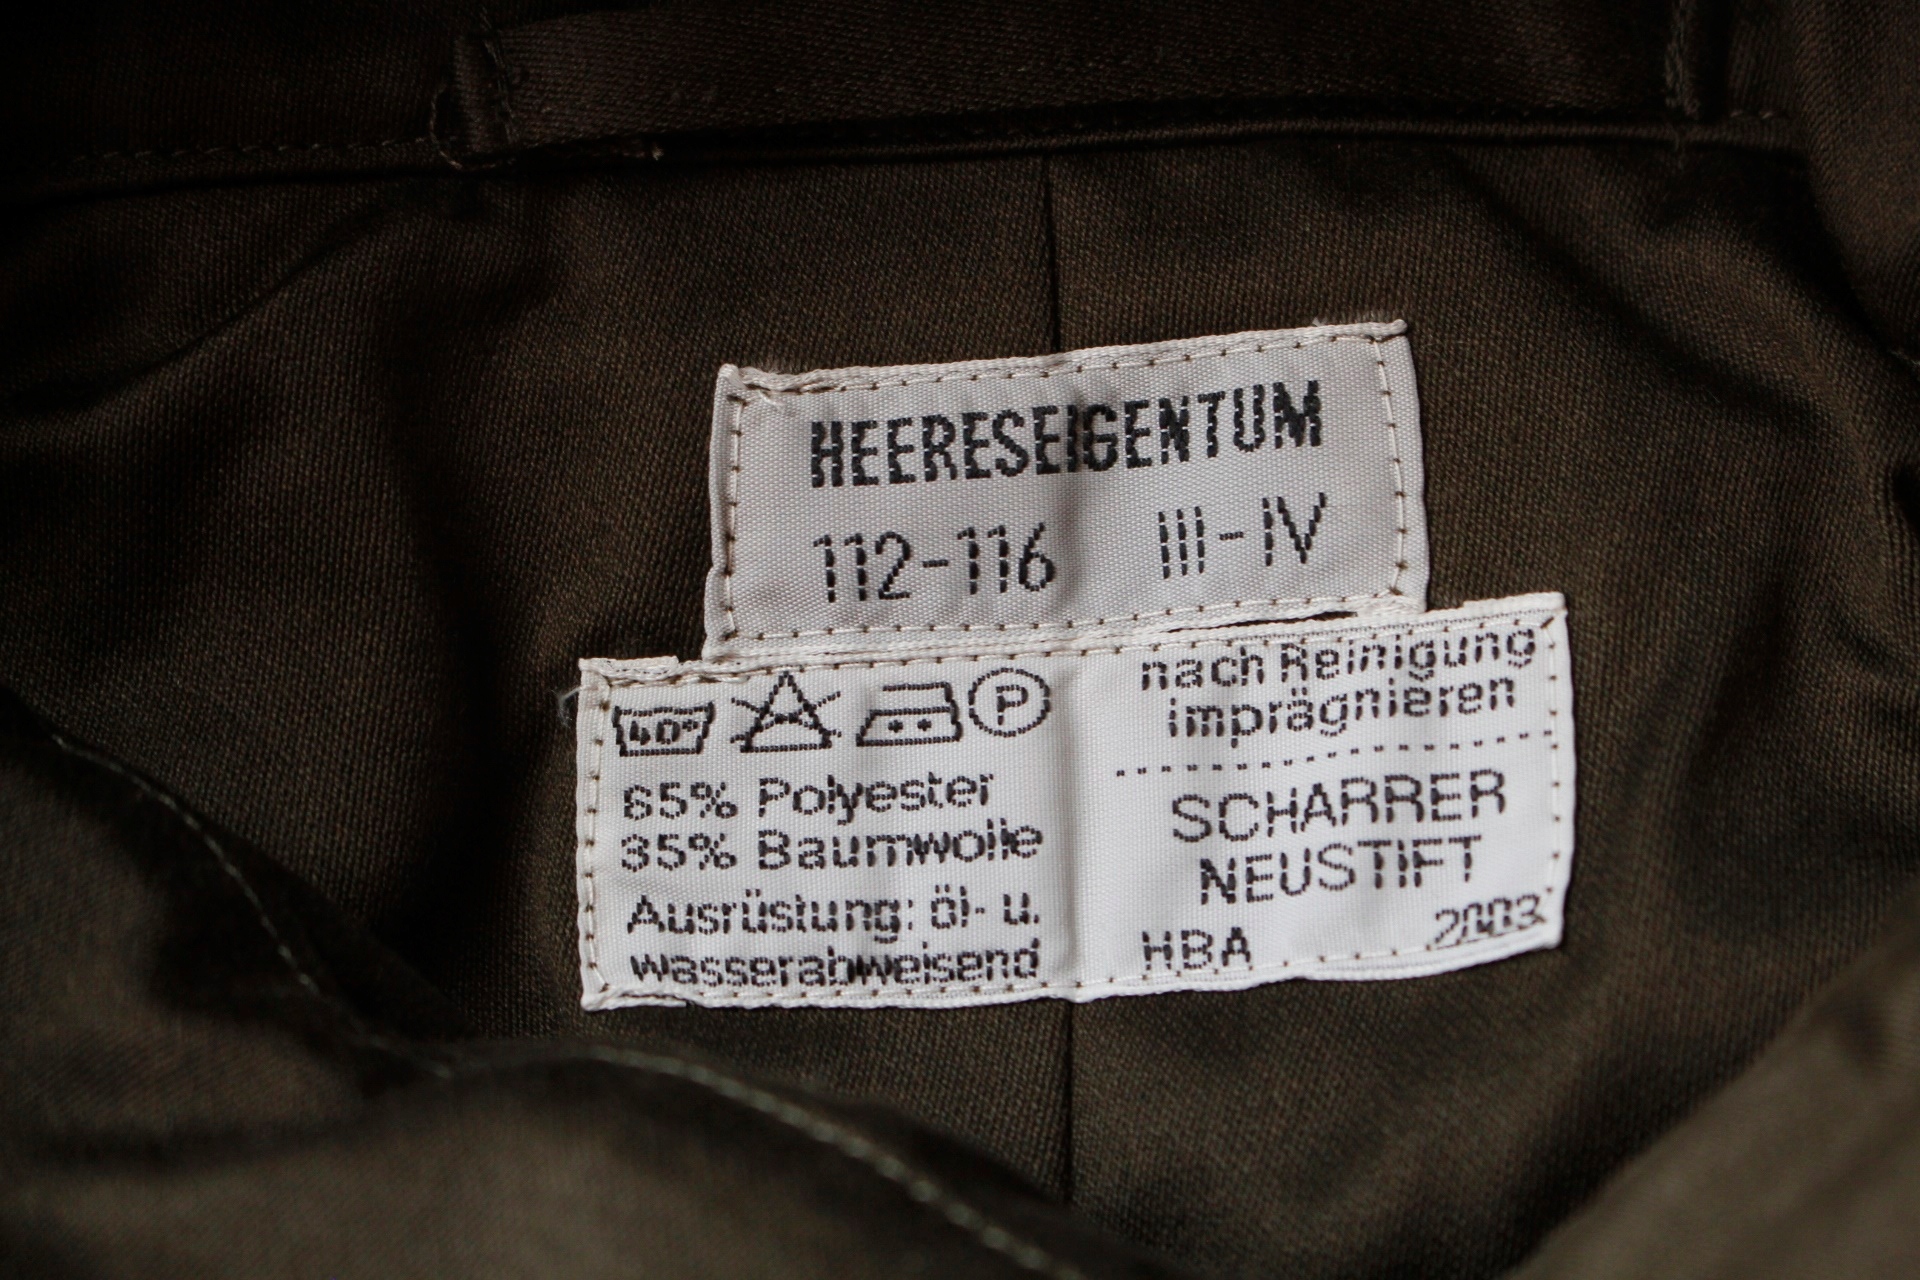 HEERESEIGENTUM
112-116 III-IV
40°
P
65% Polyester
35% Baumwolle
Ausrüstung: öl- u.
wasserabweisend
nach Reinigung
imprägnieren
SCHARRER
NEUSTIFT
HBA 2003